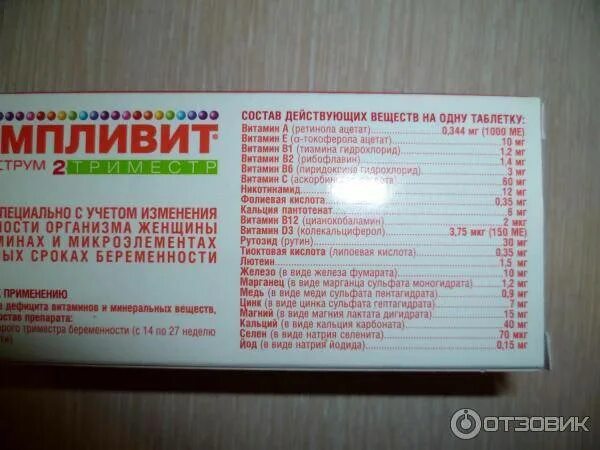 МПЛИВИТ®
СТРУМ 2 ТРИМЕСТР
ПЕЦИАЛЬНО С УЧЕТОМ ИЗМЕНЕНИЯ
НОСТИ ОРГАНИЗМА ЖЕНЩИНЫ
МИНАХ И МИКРОЭЛЕМЕНТАХ
ЫХ СРОКАХ БЕРЕМЕННОСТИ
К ПРИМЕНЕНИЮ
е дефицита витаминов и минеральных веществ,
остав препарата:
орого триместра беременности (с 14 по 27 неделю
ти)
СОСТАВ ДЕЙСТВУЮЩИХ ВЕЩЕСТВ НА ОДНУ ТАБЛЕТКУ:
Витамин А (ретинола ацетат) 0,344 мг (1000 МЕ)
Витамин Е (α-токоферола ацетат) 10 мг
Витамин В1 (тиамина гидрохлорид) 1,2 мг
Витамин В2 (рибофлавин) 1,4 мг
Витамин В6 (пиридоксина гидрохлорид) 3 мг
Витамин С (аскорбиновая кислота) 60 мг
Никотинамид 12 мг
Фолиевая кислота 0,35 мг
Кальция пантотенат 6 мг
Витамин В12 (цианокобаламин) 2 мкг
Витамин D3 (колекальциферол) 3,75 мкг (150 МЕ)
Рутозид (рутин) 30 мг
Тиоктовая кислота (липоевая кислота) 0,35 мг
Лютеин 1,5 мг
Железо (в виде железа фумарата) 10 мг
Марганец (в виде марганца сульфата моногидрата) 1,2 мг
Медь (в виде меди сульфата пентагидрата) 0,9 мг
Цинк (в виде цинка сульфата гептагидрата) 7 мг
Магний (в виде магния лактата дигидрата) 15 мг
Кальций (в виде кальция карбоната) 40 мг
Селен (в виде натрия селенита) 70 мкг
Йод (в виде натрия йодида) 0,15 мг
ОТЗОВИК